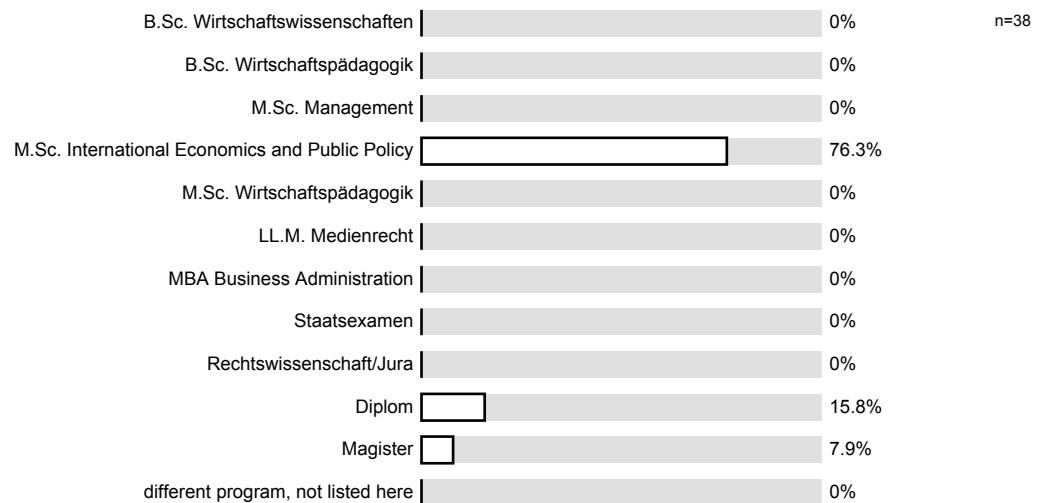 B.Sc. Wirtschaftswissenschaften 0% n=38
B.Sc. Wirtschaftspädagogik 0%
M.Sc. Management 0%
M.Sc. International Economics and Public Policy 76.3%
M.Sc. Wirtschaftspädagogik 0%
LL.M. Medienrecht 0%
MBA Business Administration 0%
Staatsexamen 0%
Rechtswissenschaft/Jura 0%
Diplom 15.8%
Magister 7.9%
different program, not listed here 0%